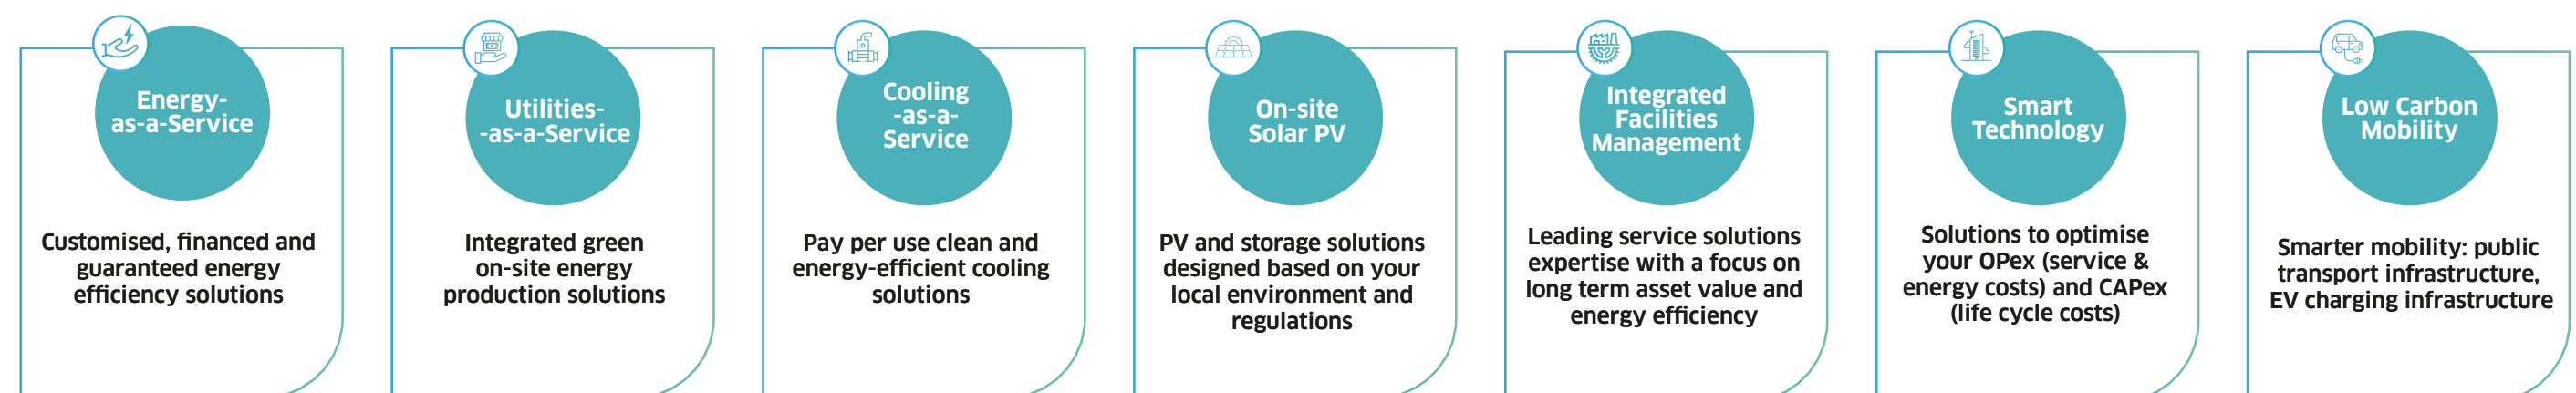 Energy-
as-a-Service
Customised, financed and
guaranteed energy
efficiency solutions
Utilities-
-as-a-Service
Integrated green
on-site energy
production solutions
Cooling
-as-a-
Service
Pay per use clean and
energy-efficient cooling
solutions
On-site
Solar PV
PV and storage solutions
designed based on your
local environment and
regulations
Integrated
Facilities
Management
Leading service solutions
expertise with a focus on
long term asset value and
energy efficiency
Smart
Technology
Solutions to optimise
your OPex (service &
energy costs) and CAPex
(life cycle costs)
Low Carbon
Mobility
Smarter mobility: public
transport infrastructure,
EV charging infrastructure